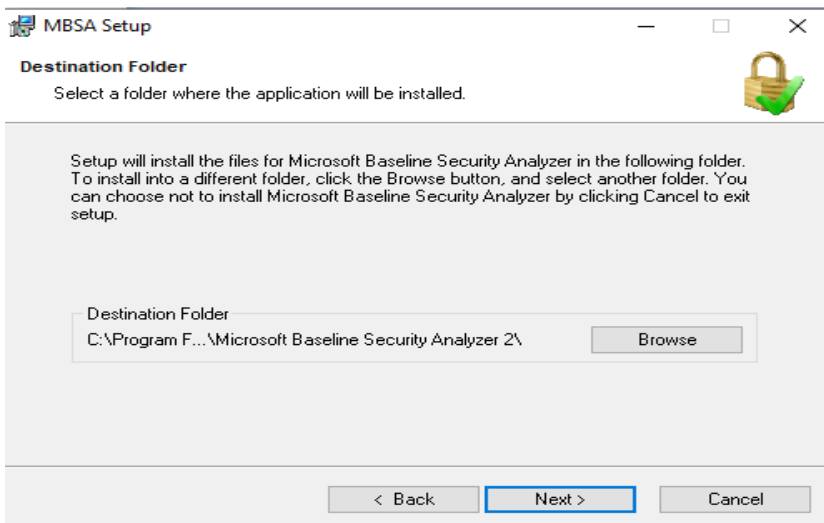 MBSA Setup
Destination Folder
Select a folder where the application will be installed.
Setup will install the files for Microsoft Baseline Security Analyzer in the following folder.
To install into a different folder, click the Browse button, and select another folder. You
can choose not to install Microsoft Baseline Security Analyzer by clicking Cancel to exit
setup.
Destination Folder
C:\Program F...\Microsoft Baseline Security Analyzer 2\ Browse
< Back Next > Cancel